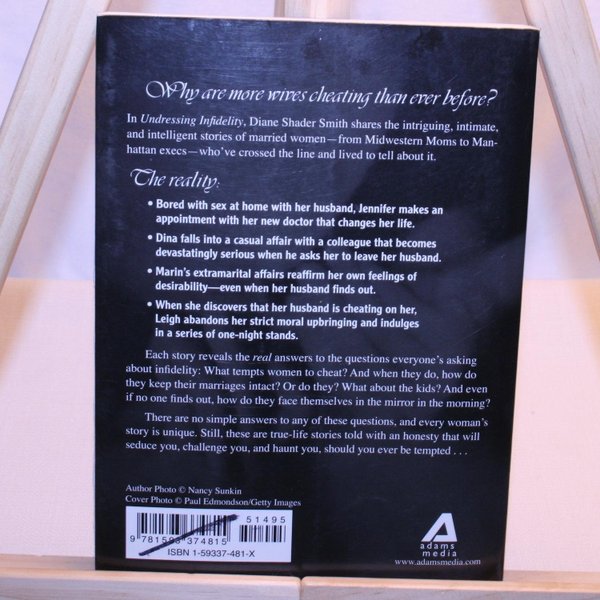 Why are more wives cheating than ever before?
In Undressing Infidelity, Diane Shader Smith shares the intriguing, intimate,
and intelligent stories of married women—from Midwestern Moms to Man-
hattan execs—who've crossed the line and lived to tell about it.
The reality:
• Bored with sex at home with her husband, Jennifer makes an
appointment with her new doctor that changes her life.
• Dina falls into a casual affair with a colleague that becomes
devastatingly serious when he asks her to leave her husband.
• Marin's extramarital affairs reaffirm her own feelings of
desirability—even when her husband finds out.
• When she discovers that her husband is cheating on her,
Leigh abandons her strict moral upbringing and indulges
in a series of one-night stands.
Each story reveals the real answers to the questions everyone's asking
about infidelity: What tempts women to cheat? And when they do, how do
they keep their marriages intact? Or do they? What about the kids? And even
if no one finds out, how do they face themselves in the mirror in the morning?
There are no simple answers to any of these questions, and every woman's
story is unique. Still, these are true-life stories told with an honesty that will
seduce you, challenge you, and haunt you, should you ever be tempted . . .
Author Photo © Nancy Sunkin
Cover Photo © Paul Edmondson/Getty Images
51495
9 781593 374815
ISBN 1-59337-481-X
adams
media
www.adamsmedia.com